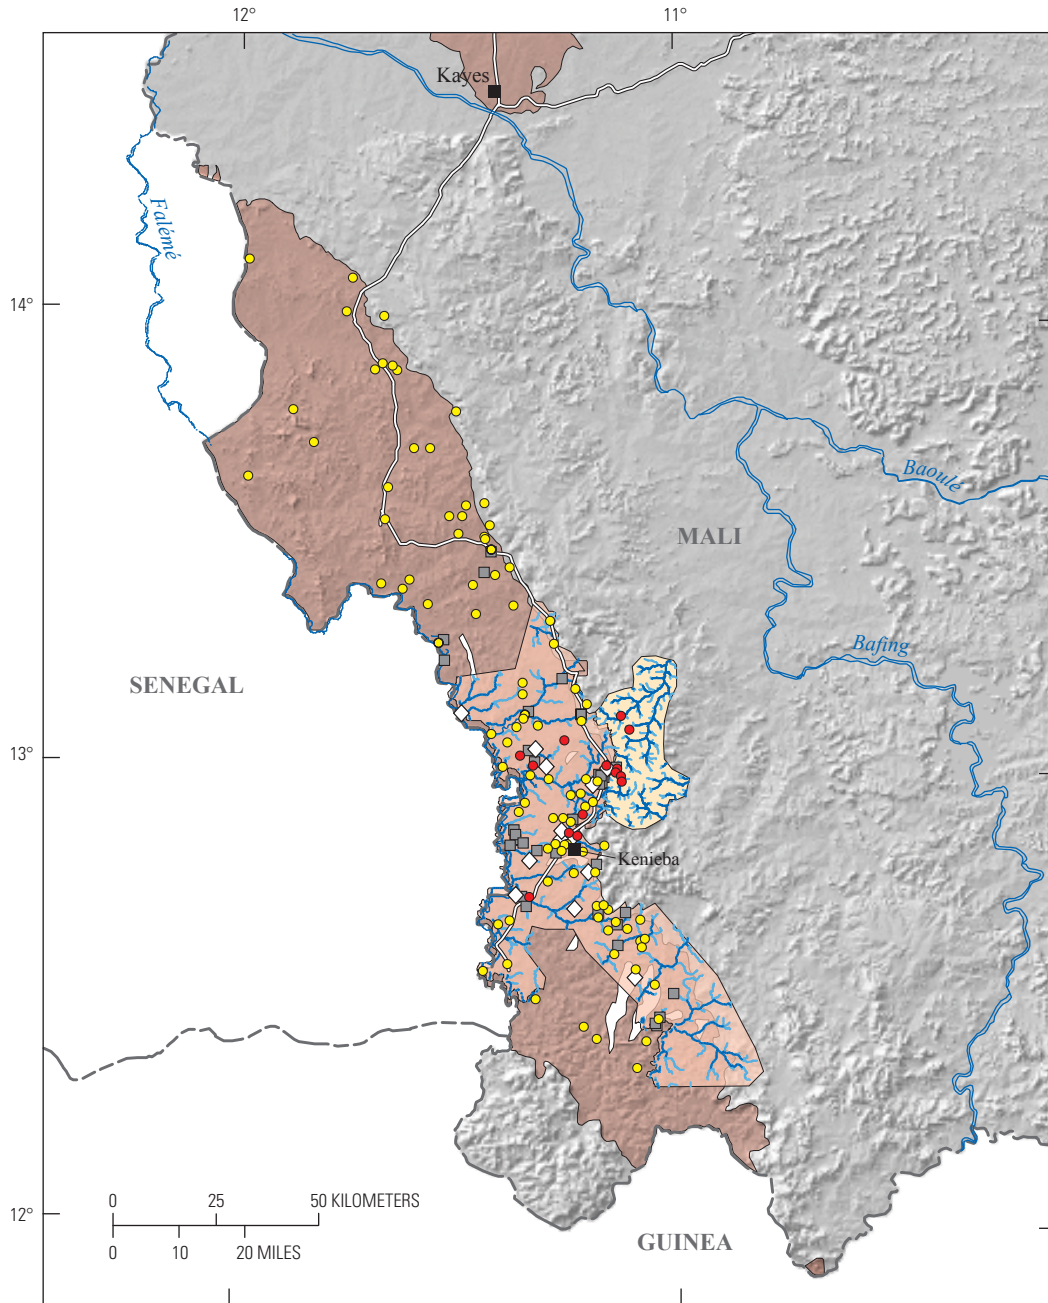 12°
11°
Kayes
Falémé
14°
Baoule
MALI
Bafing
SENEGAL
13°
Kenieba
0 25 50 KILOMETERS
0 10 20 MILES
12°
GUINEA